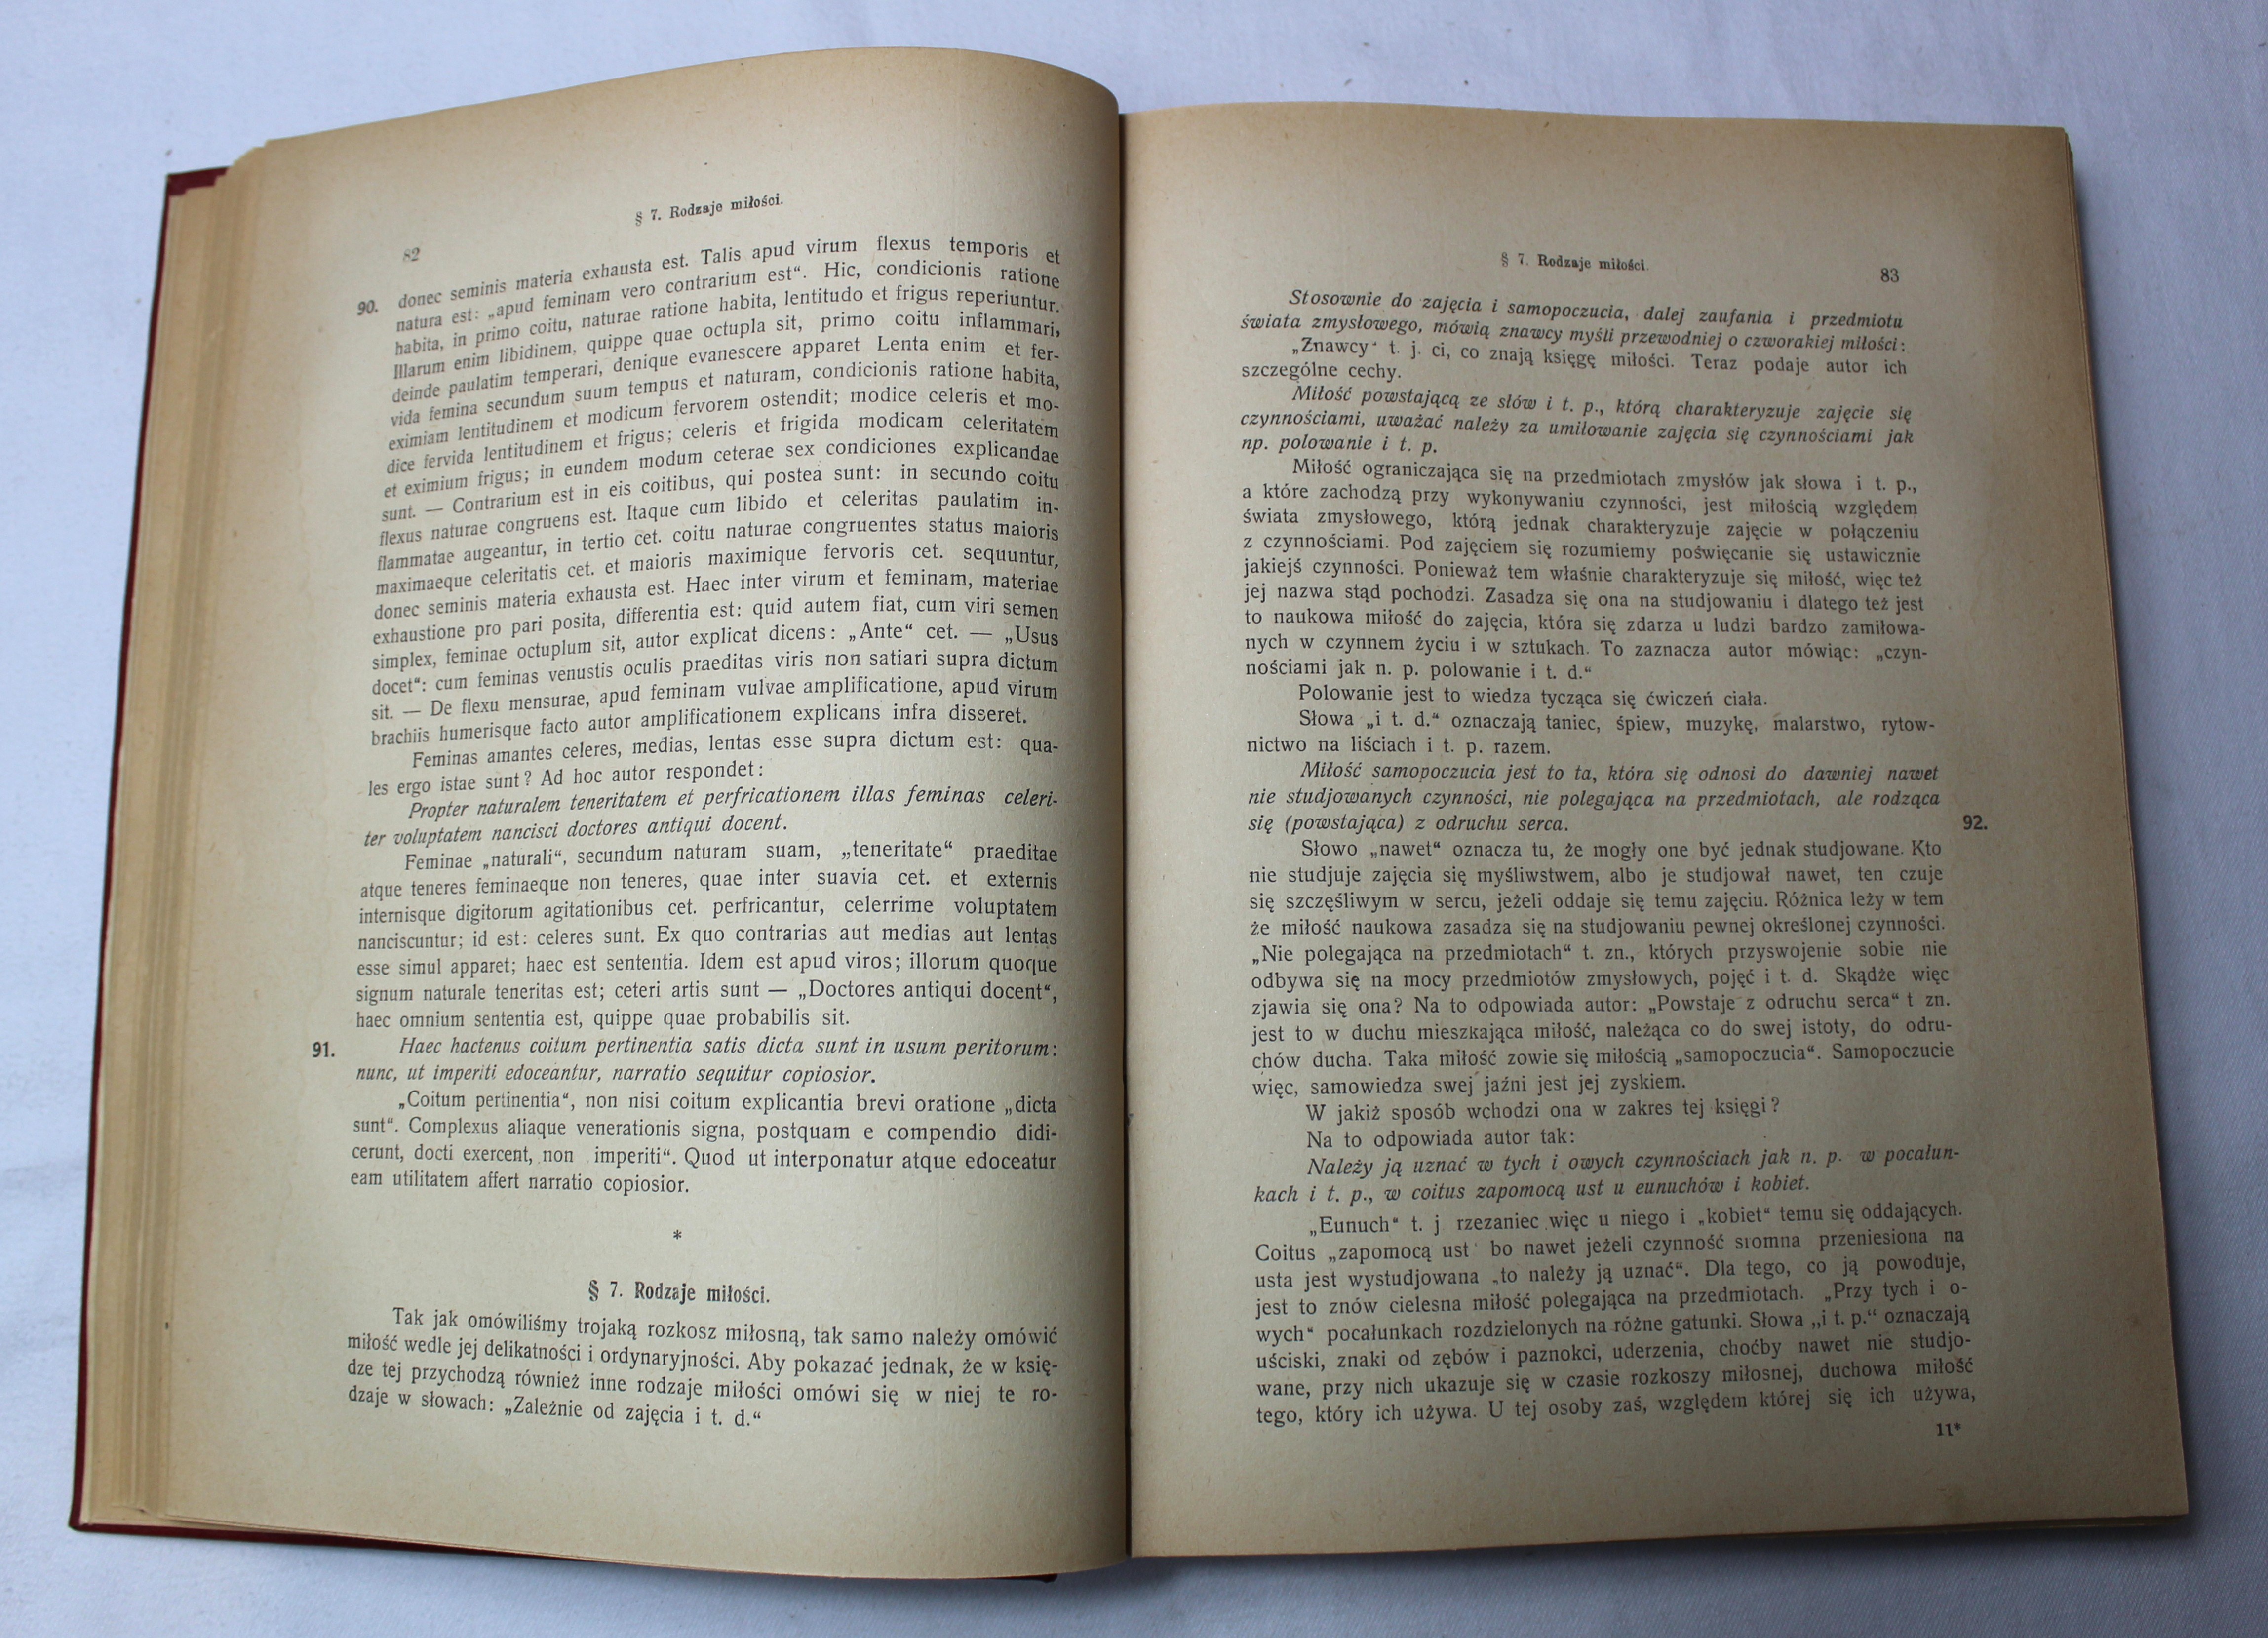 § 7. Rodzaje miłości.
82
donec seminis materia exhausta est. Talis apud virum flexus temporis et
90. natura est: „apud feminam vero contrarium est“. Hic, condicionis ratione
habita, in primo coitu, naturae ratione habita, lentitudo et frigus reperiuntur.
Illarum enim libidinem, quippe quae octupla sit, primo coitu inflammari,
deinde paulatim temperari, denique evanescere apparet Lenta enim et fer-
vida femina secundum suum tempus et naturam, condicionis ratione habita,
eximiam lentitudinem et modicum fervorem ostendit; modice celeris et mo-
dice fervida lentitudinem et frigus; celeris et frigida modicam celeritatem
et eximium frigus; in eundem modum ceterae sex condiciones explicandae
sunt. — Contrarium est in eis coitibus, qui postea sunt: in secundo coitu
flexus naturae congruens est. Itaque cum libido et celeritas paulatim in-
flammatae augeantur, in tertio cet. coitu naturae congruentes status maioris
maximaeque celeritatis cet. et maioris maximique fervoris cet. sequuntur,
donec seminis materia exhausta est. Haec inter virum et feminam, materiae
exhaustione pro pari posita, differentia est: quid autem fiat, cum viri semen
simplex, feminae octuplum sit, autor explicat dicens: „Ante“ cet. — „Usus
docet“: cum feminas venustis oculis praeditas viris non satiari supra dictum
sit. — De flexu mensurae, apud feminam vulvae amplificatione, apud virum
brachiis humerisque facto autor amplificationem explicans infra disseret.
Feminas amantes celeres, medias, lentas esse supra dictum est: qua-
les ergo istae sunt? Ad hoc autor respondet:
Propter naturalem teneritatem et perfricationem illas feminas celeri-
ter voluptatem nancisci doctores antiqui docent.
Feminae „naturali“, secundum naturam suam, „teneritate“ praeditae
atque teneres feminaeque non teneres, quae inter suavia cet. et externis
internisque digitorum agitationibus cet. perfricantur, celerrime voluptatem
nanciscuntur; id est: celeres sunt. Ex quo contrarias aut medias aut lentas
esse simul apparet; haec est sententia. Idem est apud viros; illorum quoque
signum naturale teneritas est; ceteri artis sunt — „Doctores antiqui docent“,
haec omnium sententia est, quippe quae probabilis sit.
91. Haec hactenus coitum pertinentia satis dicta sunt in usum peritorum:
nunc, ut imperiti edoceantur, narratio sequitur copiosior.
„Coitum pertinentia“, non nisi coitum explicantia brevi oratione „dicta
sunt“. Complexus aliaque venerationis signa, postquam e compendio didi-
cerunt, docti exercent, non imperiti“. Quod ut interponatur atque edoceatur
eam utilitatem affert narratio copiosior.
*
§ 7. Rodzaje miłości.
Tak jak omówiliśmy trojaką rozkosz miłosną, tak samo należy omówić
miłość wedle jej delikatności i ordynaryjności. Aby pokazać jednak, że w księ-
dze tej przychodzą również inne rodzaje miłości omówi się w niej te ro-
dzaje w słowach: „Zależnie od zajęcia i t. d.“
§ 7. Rodzaje miłości.
83
Stosownie do zajęcia i samopoczucia, dalej zaufania i przedmiotu
świata zmysłowego, mówią znawcy myśli przewodniej o czworakiej miłości:
„Znawcy“ t. j. ci, co znają księgę miłości. Teraz podaje autor ich
szczególne cechy.
Miłość powstającą ze słów i t. p., którą charakteryzuje zajęcie się
czynnościami, uważać należy za umiłowanie zajęcia się czynnościami jak
np. polowanie i t. p.
Miłość ograniczająca się na przedmiotach zmysłów jak słowa i t. p.,
a które zachodzą przy wykonywaniu czynności, jest miłością względem
świata zmysłowego, którą jednak charakteryzuje zajęcie w połączeniu
z czynnościami. Pod zajęciem się rozumiemy poświęcanie się ustawicznie
jakiejś czynności. Ponieważ tem właśnie charakteryzuje się miłość, więc też
jej nazwa stąd pochodzi. Zasadza się ona na studjowaniu i dlatego też jest
to naukowa miłość do zajęcia, która się zdarza u ludzi bardzo zamiłowa-
nych w czynnem życiu i w sztukach. To zaznacza autor mówiąc: „czyn-
nościami jak n. p. polowanie i t. d.“
Polowanie jest to wiedza tycząca się ćwiczeń ciała.
Słowa „i t. d.“ oznaczają taniec, śpiew, muzykę, malarstwo, rytow-
nictwo na liściach i t. p. razem.
Miłość samopoczucia jest to ta, która się odnosi do dawniej nawet
nie studjowanych czynności, nie polegająca na przedmiotach, ale rodząca
się (powstająca) z odruchu serca. 92.
Słowo „nawet“ oznacza tu, że mogły one być jednak studjowane. Kto
nie studjuje zajęcia się myśliwstwem, albo je studjował nawet, ten czuje
się szczęśliwym w sercu, jeżeli oddaje się temu zajęciu. Różnica leży w tem
że miłość naukowa zasadza się na studjowaniu pewnej określonej czynności.
„Nie polegająca na przedmiotach“ t. zn., których przyswojenie sobie nie
odbywa się na mocy przedmiotów zmysłowych, pojęć i t. d. Skądże więc
zjawia się ona? Na to odpowiada autor: „Powstaje z odruchu serca“ t zn.
jest to w duchu mieszkająca miłość, należąca co do swej istoty, do odru-
chów ducha. Taka miłość zowie się miłością „samopoczucia“. Samopoczucie
więc, samowiedza swej jaźni jest jej zyskiem.
W jakiż sposób wchodzi ona w zakres tej księgi?
Na to odpowiada autor tak:
Należy ją uznać w tych i owych czynnościach jak n. p. w pocałun-
kach i t. p., w coitus zapomocą ust u eunuchów i kobiet.
„Eunuch“ t. j rzezaniec więc u niego i „kobiet“ temu się oddających.
Coitus „zapomocą ust bo nawet jeżeli czynność sromna przeniesiona na
usta jest wystudjowana „to należy ją uznać“. Dla tego, co ją powoduje,
jest to znów cielesna miłość polegająca na przedmiotach. „Przy tych i o-
wych“ pocałunkach rozdzielonych na różne gatunki. Słowa „i t. p.“ oznaczają
uściski, znaki od zębów i paznokci, uderzenia, choćby nawet nie studjo-
wane, przy nich ukazuje się w czasie rozkoszy miłosnej, duchowa miłość
tego, który ich używa. U tej osoby zaś, względem której się ich używa,
11*